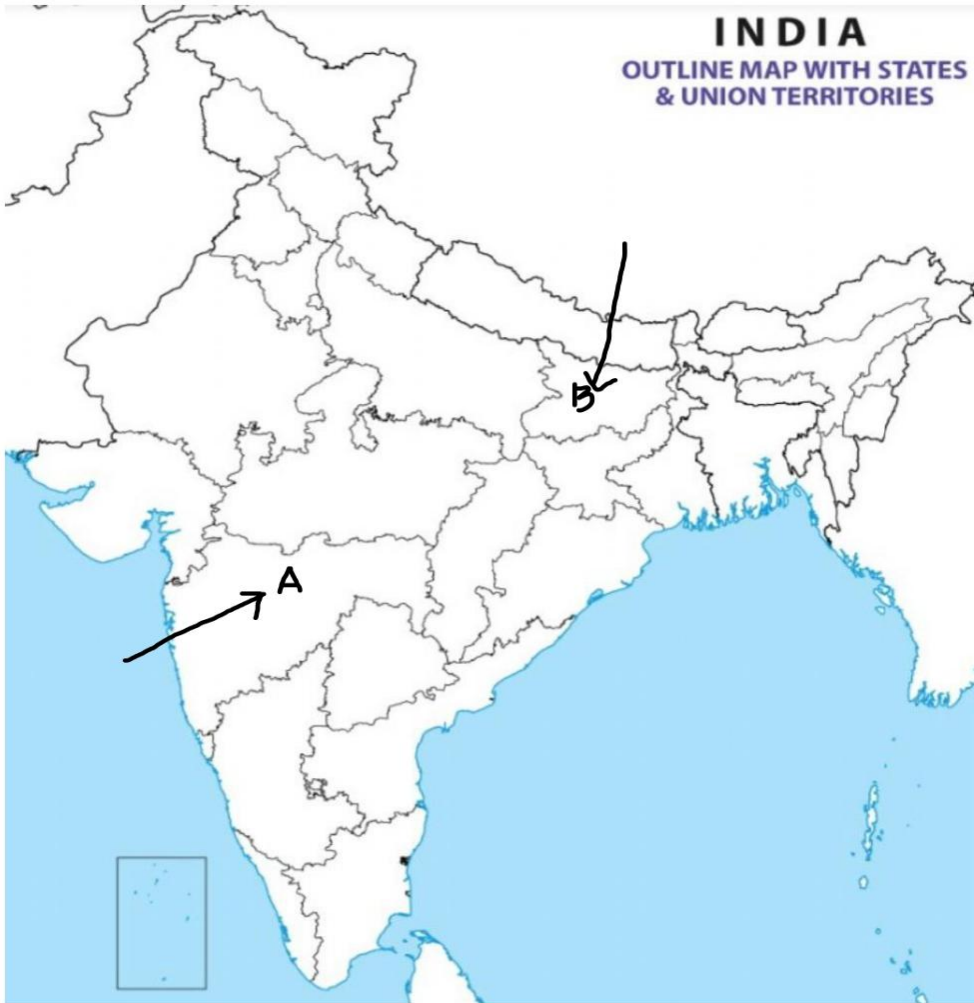 INDIA
OUTLINE MAP WITH STATES
& UNION TERRITORIES
B
A